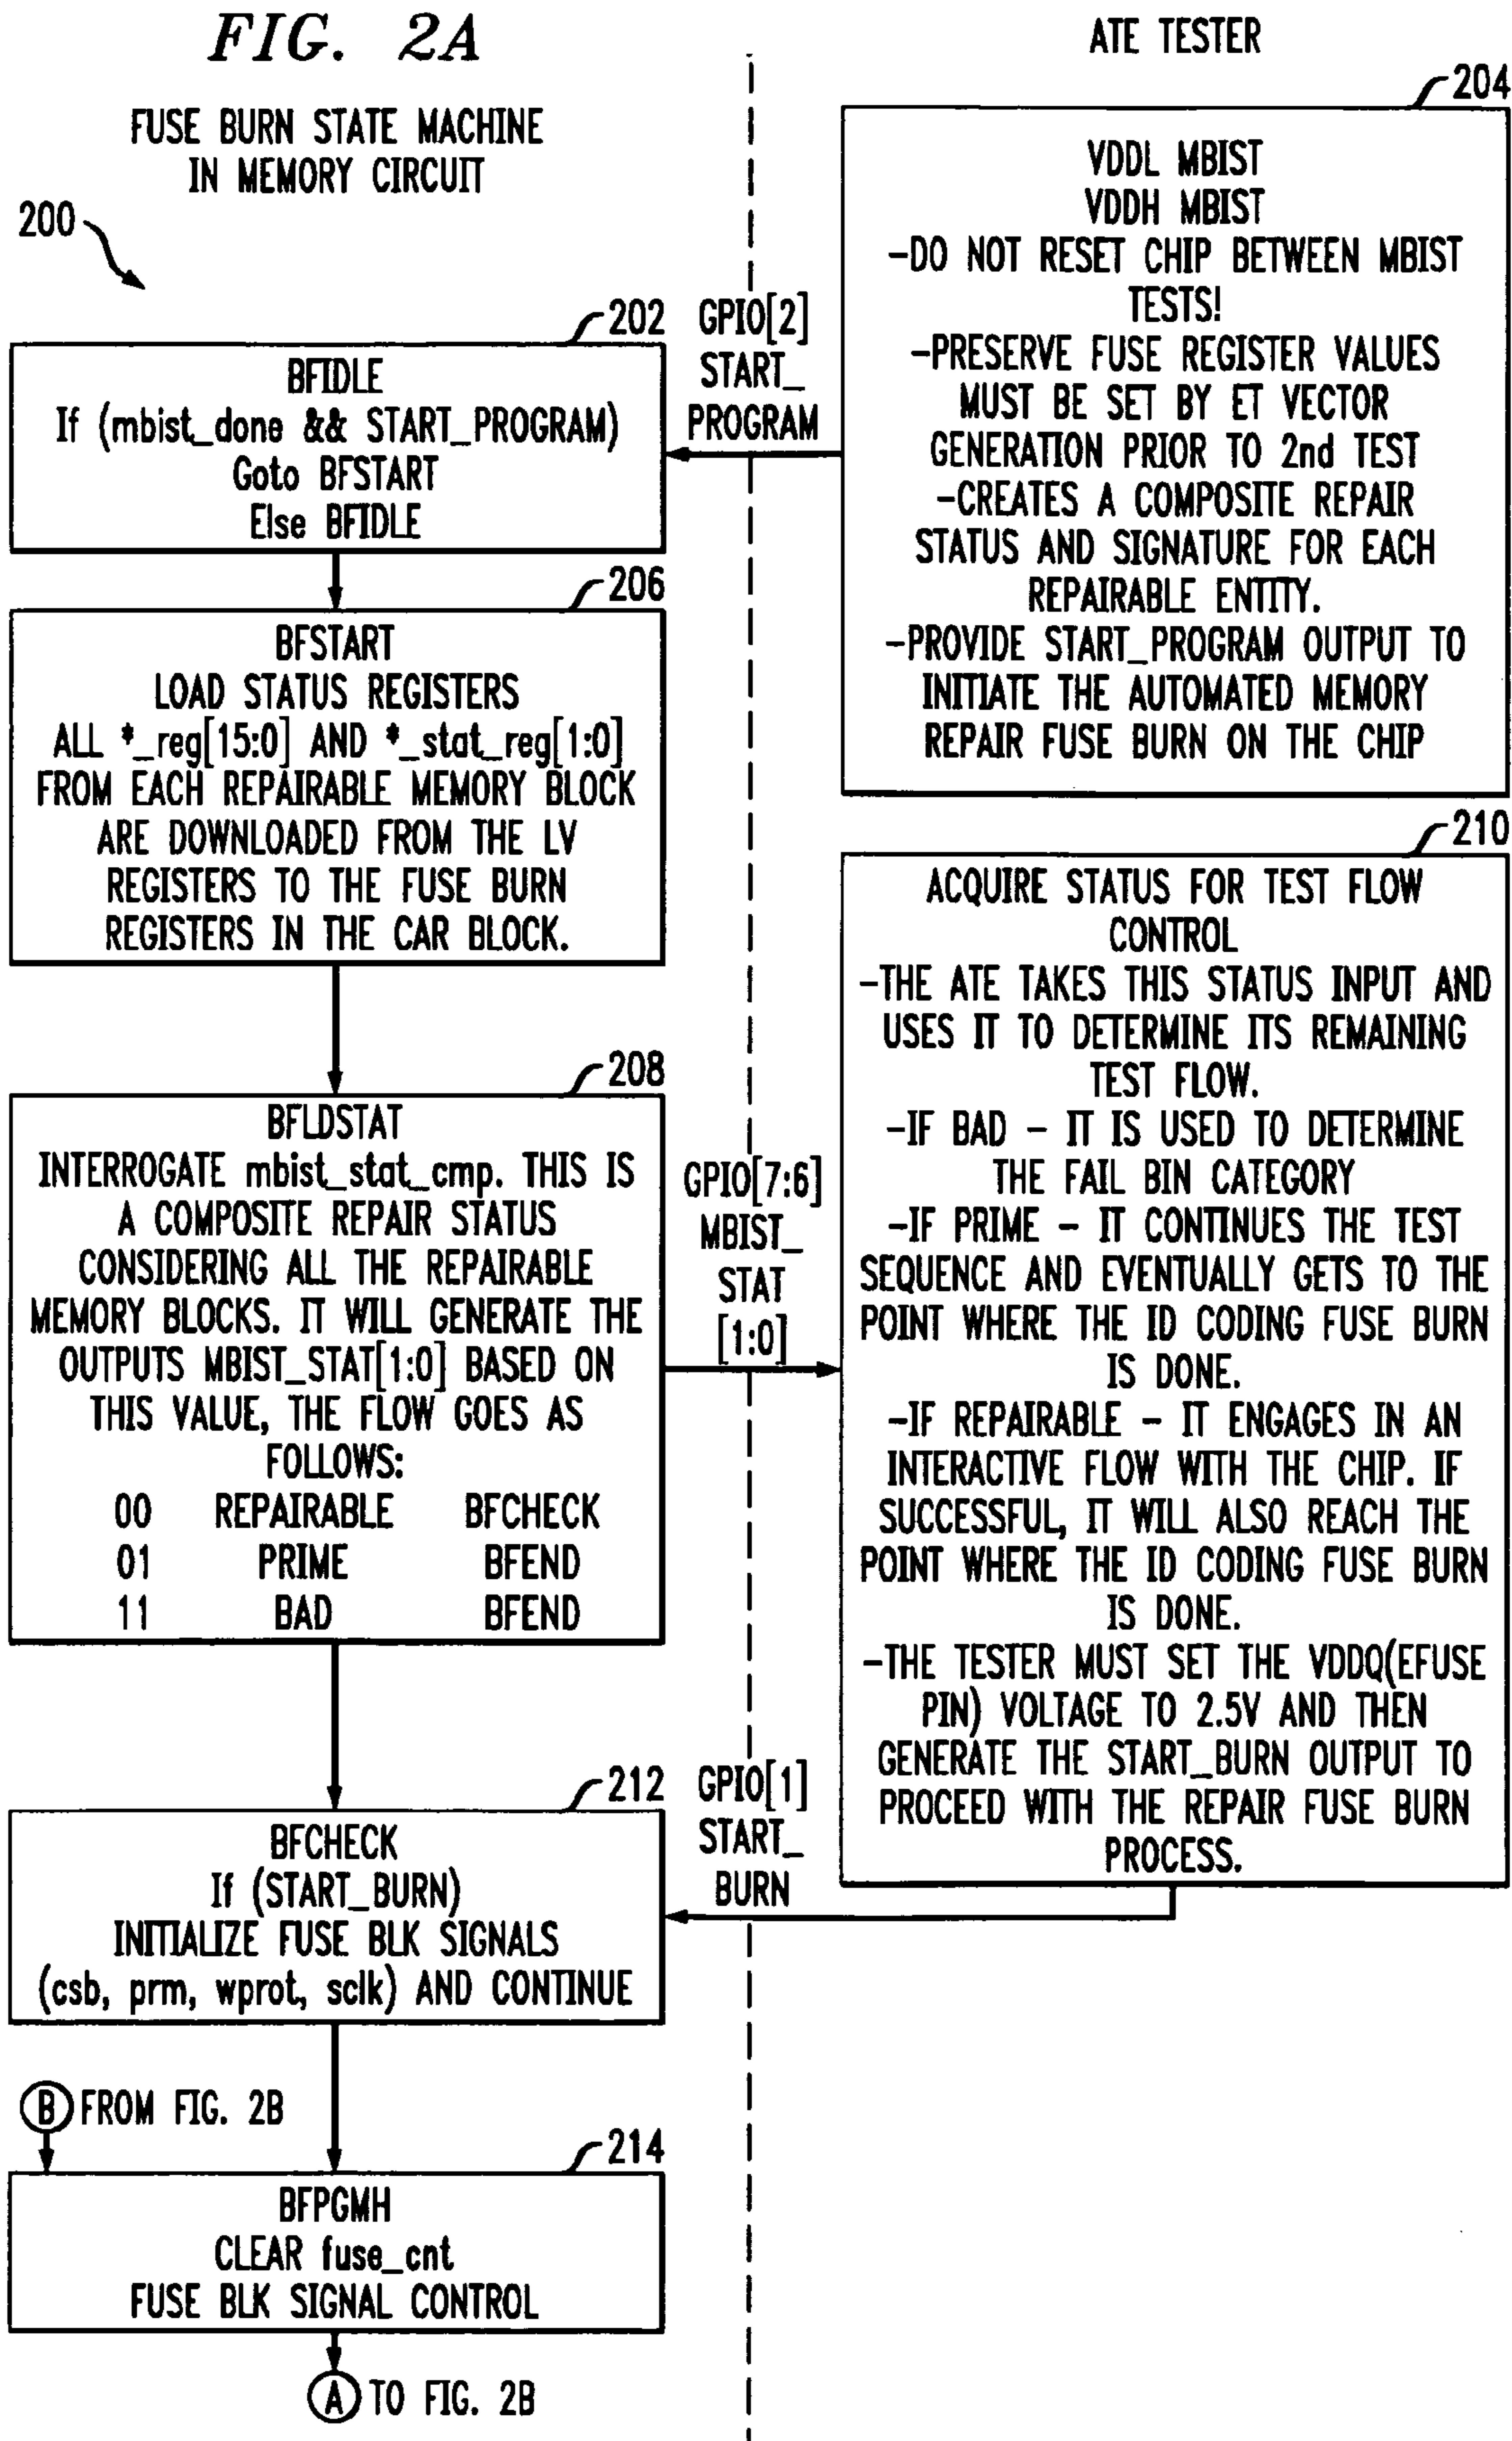 FIG. 2A
FUSE BURN STATE MACHINE
IN MEMORY CIRCUIT
200
ATE TESTER
204
VDDL MBIST
VDDH MBIST
-DO NOT RESET CHIP BETWEEN MBIST
TESTS!
-PRESERVE FUSE REGISTER VALUES
MUST BE SET BY ET VECTOR
GENERATION PRIOR TO 2nd TEST
-CREATES A COMPOSITE REPAIR
STATUS AND SIGNATURE FOR EACH
REPAIRABLE ENTITY.
-PROVIDE START_PROGRAM OUTPUT TO
INITIATE THE AUTOMATED MEMORY
REPAIR FUSE BURN ON THE CHIP
GPIO[2]
START_
PROGRAM
202
BFIDLE
If (mbist_done && START_PROGRAM)
Goto BFSTART
Else BFIDLE
206
BFSTART
LOAD STATUS REGISTERS
ALL *_reg[15:0] AND *_stat_reg[1:0]
FROM EACH REPAIRABLE MEMORY BLOCK
ARE DOWNLOADED FROM THE LV
REGISTERS TO THE FUSE BURN
REGISTERS IN THE CAR BLOCK.
208
BFLDSTAT
INTERROGATE mbist_stat_cmp. THIS IS
A COMPOSITE REPAIR STATUS
CONSIDERING ALL THE REPAIRABLE
MEMORY BLOCKS. IT WILL GENERATE THE
OUTPUTS MBIST_STAT[1:0] BASED ON
THIS VALUE, THE FLOW GOES AS
FOLLOWS:
00 REPAIRABLE BFCHECK
01 PRIME BFEND
11 BAD BFEND
GPIO[7:6]
MBIST_
STAT
[1:0]
210
ACQUIRE STATUS FOR TEST FLOW
CONTROL
-THE ATE TAKES THIS STATUS INPUT AND
USES IT TO DETERMINE ITS REMAINING
TEST FLOW.
-IF BAD - IT IS USED TO DETERMINE
THE FAIL BIN CATEGORY
-IF PRIME - IT CONTINUES THE TEST
SEQUENCE AND EVENTUALLY GETS TO THE
POINT WHERE THE ID CODING FUSE BURN
IS DONE.
-IF REPAIRABLE - IT ENGAGES IN AN
INTERACTIVE FLOW WITH THE CHIP. IF
SUCCESSFUL, IT WILL ALSO REACH THE
POINT WHERE THE ID CODING FUSE BURN
IS DONE.
-THE TESTER MUST SET THE VDDQ(EFUSE
PIN) VOLTAGE TO 2.5V AND THEN
GENERATE THE START_BURN OUTPUT TO
PROCEED WITH THE REPAIR FUSE BURN
PROCESS.
GPIO[1]
START_
BURN
212
BFCHECK
If (START_BURN)
INITIALIZE FUSE BLK SIGNALS
(csb, prm, wprot, sclk) AND CONTINUE
B FROM FIG. 2B
214
BFPGMH
CLEAR fuse_cnt
FUSE BLK SIGNAL CONTROL
A TO FIG. 2B